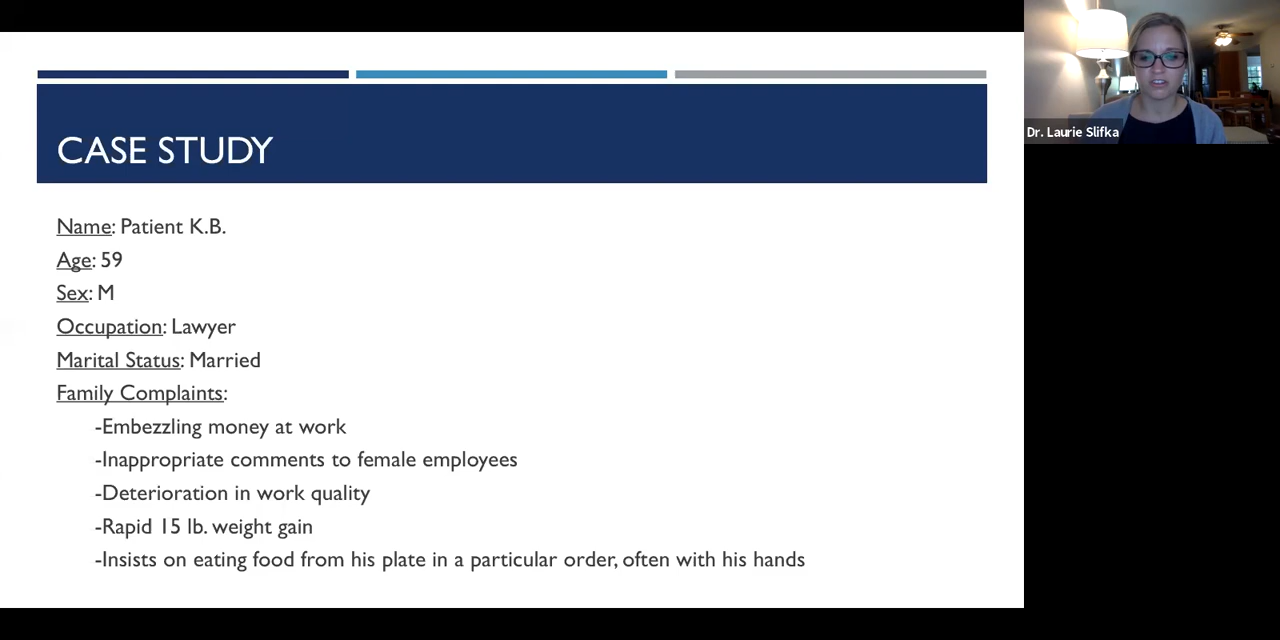 CASE STUDY
Name: Patient K.B.
Age: 59
Sex: M
Occupation: Lawyer
Marital Status: Married
Family Complaints:
-Embezzling money at work
-Inappropriate comments to female employees
-Deterioration in work quality
-Rapid 15 lb. weight gain
-Insists on eating food from his plate in a particular order, often with his hands
Dr. Laurie Slifka